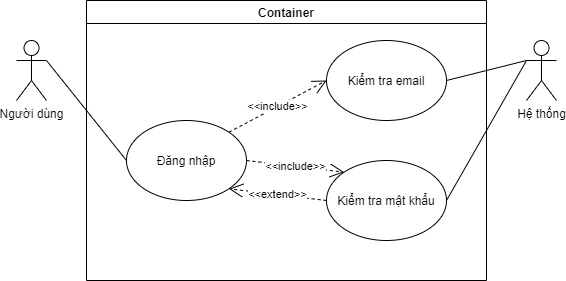 Container
Kiểm tra email
Người dùng
Hệ thống
<<include>>
Đăng nhập
<<include>>
<<extend>>
Kiểm tra mật khẩu